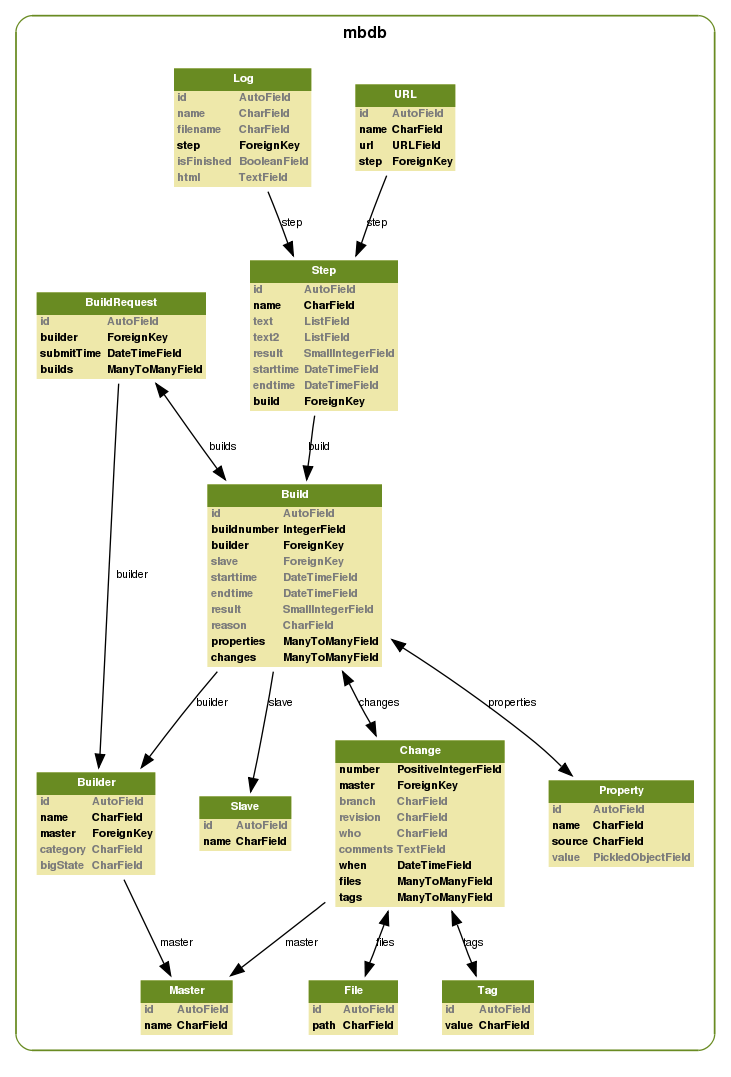 mbdb
Log
id AutoField
name CharField
filename CharField
step ForeignKey
isFinished BooleanField
html TextField
URL
id AutoField
name CharField
url URLField
step ForeignKey
step
step
Step
id AutoField
name CharField
text ListField
text2 ListField
result SmallIntegerField
starttime DateTimeField
endtime DateTimeField
build ForeignKey
BuildRequest
id AutoField
builder ForeignKey
submitTime DateTimeField
builds ManyToManyField
builds
build
Build
id AutoField
buildnumber IntegerField
builder ForeignKey
slave ForeignKey
starttime DateTimeField
endtime DateTimeField
result SmallIntegerField
reason CharField
properties ManyToManyField
changes ManyToManyField
builder
builder
slave
changes
properties
Builder
id AutoField
name CharField
master ForeignKey
category CharField
bigState CharField
Slave
id AutoField
name CharField
Change
number PositiveIntegerField
master ForeignKey
branch CharField
revision CharField
who CharField
comments TextField
when DateTimeField
files ManyToManyField
tags ManyToManyField
Property
id AutoField
name CharField
source CharField
value PickledObjectField
master
master
files
tags
Master
id AutoField
name CharField
File
id AutoField
path CharField
Tag
id AutoField
value CharField